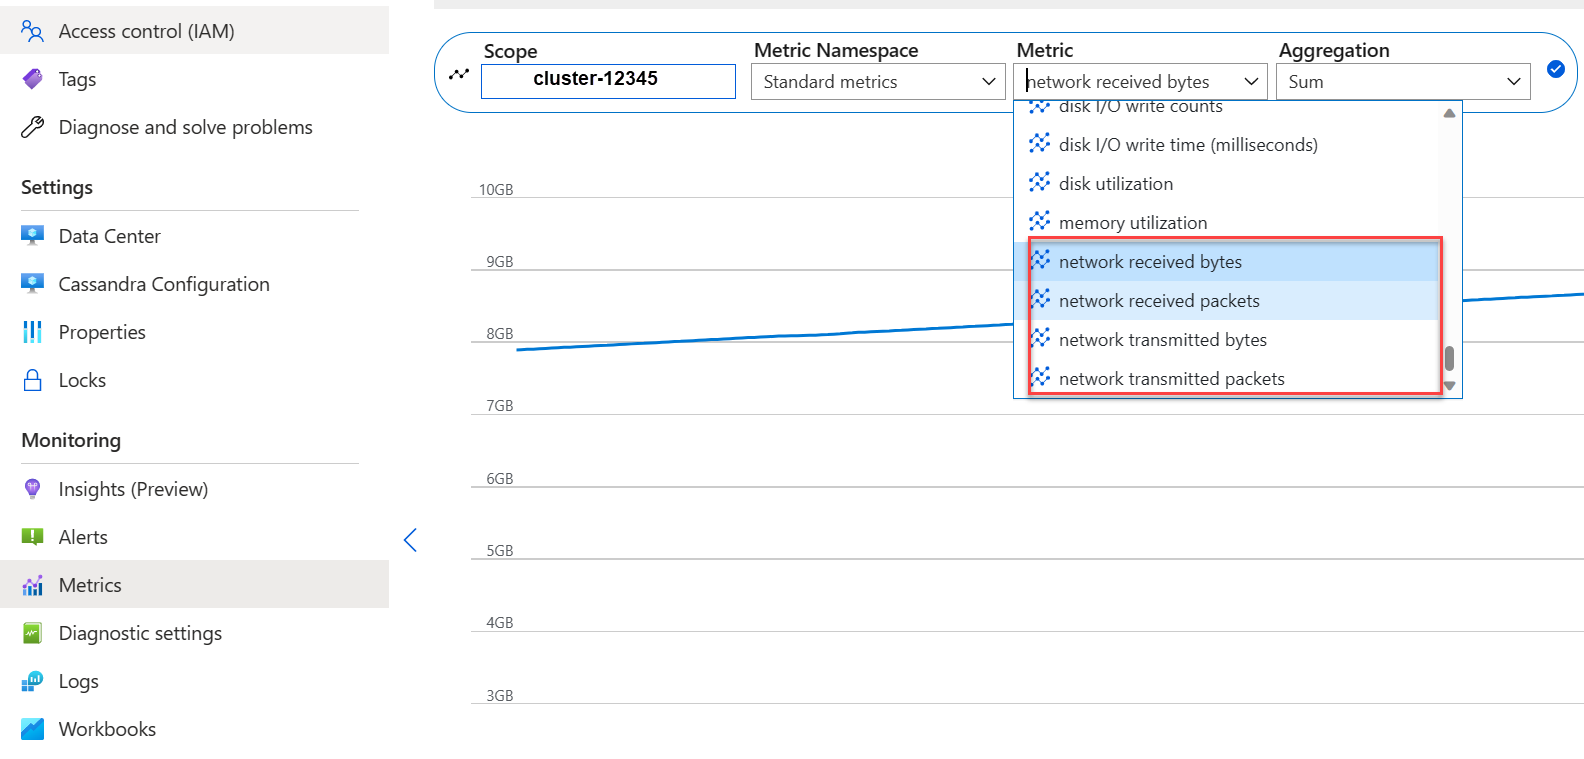 Access control (IAM)
Tags
Diagnose and solve problems
Settings
Data Center
Cassandra Configuration
Properties
Locks
Monitoring
Insights (Preview)
Alerts
Metrics
Diagnostic settings
Logs
Workbooks
Scope
cluster-12345
Metric Namespace
Standard metrics
Metric
network received bytes
Aggregation
Sum
disk I/O write counts
disk I/O write time (milliseconds)
disk utilization
memory utilization
network received bytes
network received packets
network transmitted bytes
network transmitted packets
10GB
9GB
8GB
7GB
6GB
5GB
4GB
3GB